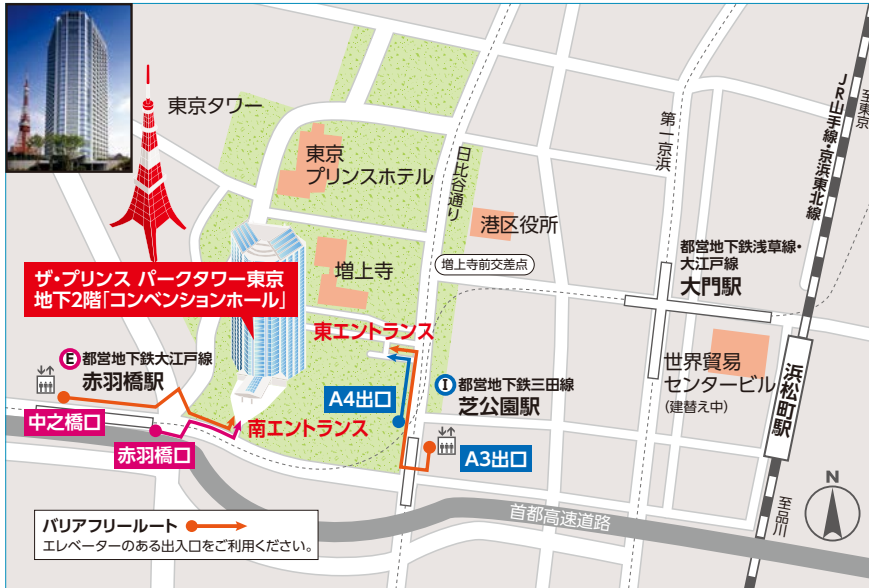 東京タワー
東京
プリンスホテル
日比谷通り
第一京浜
JR山手線・京浜東北線
至東京
港区役所
増上寺
増上寺前交差点
都営地下鉄浅草線・
大江戸線
大門駅
ザ・プリンス パークタワー東京
地下2階「コンベンションホール」
東エントランス
E 都営地下鉄大江戸線
赤羽橋駅
A4出口
I 都営地下鉄三田線
芝公園駅
世界貿易
センタービル
(建替え中)
浜松町駅
中之橋口
赤羽橋口
南エントランス
A3出口
首都高速道路
至品川
N
バリアフリールート
エレベーターのある出入口をご利用ください。